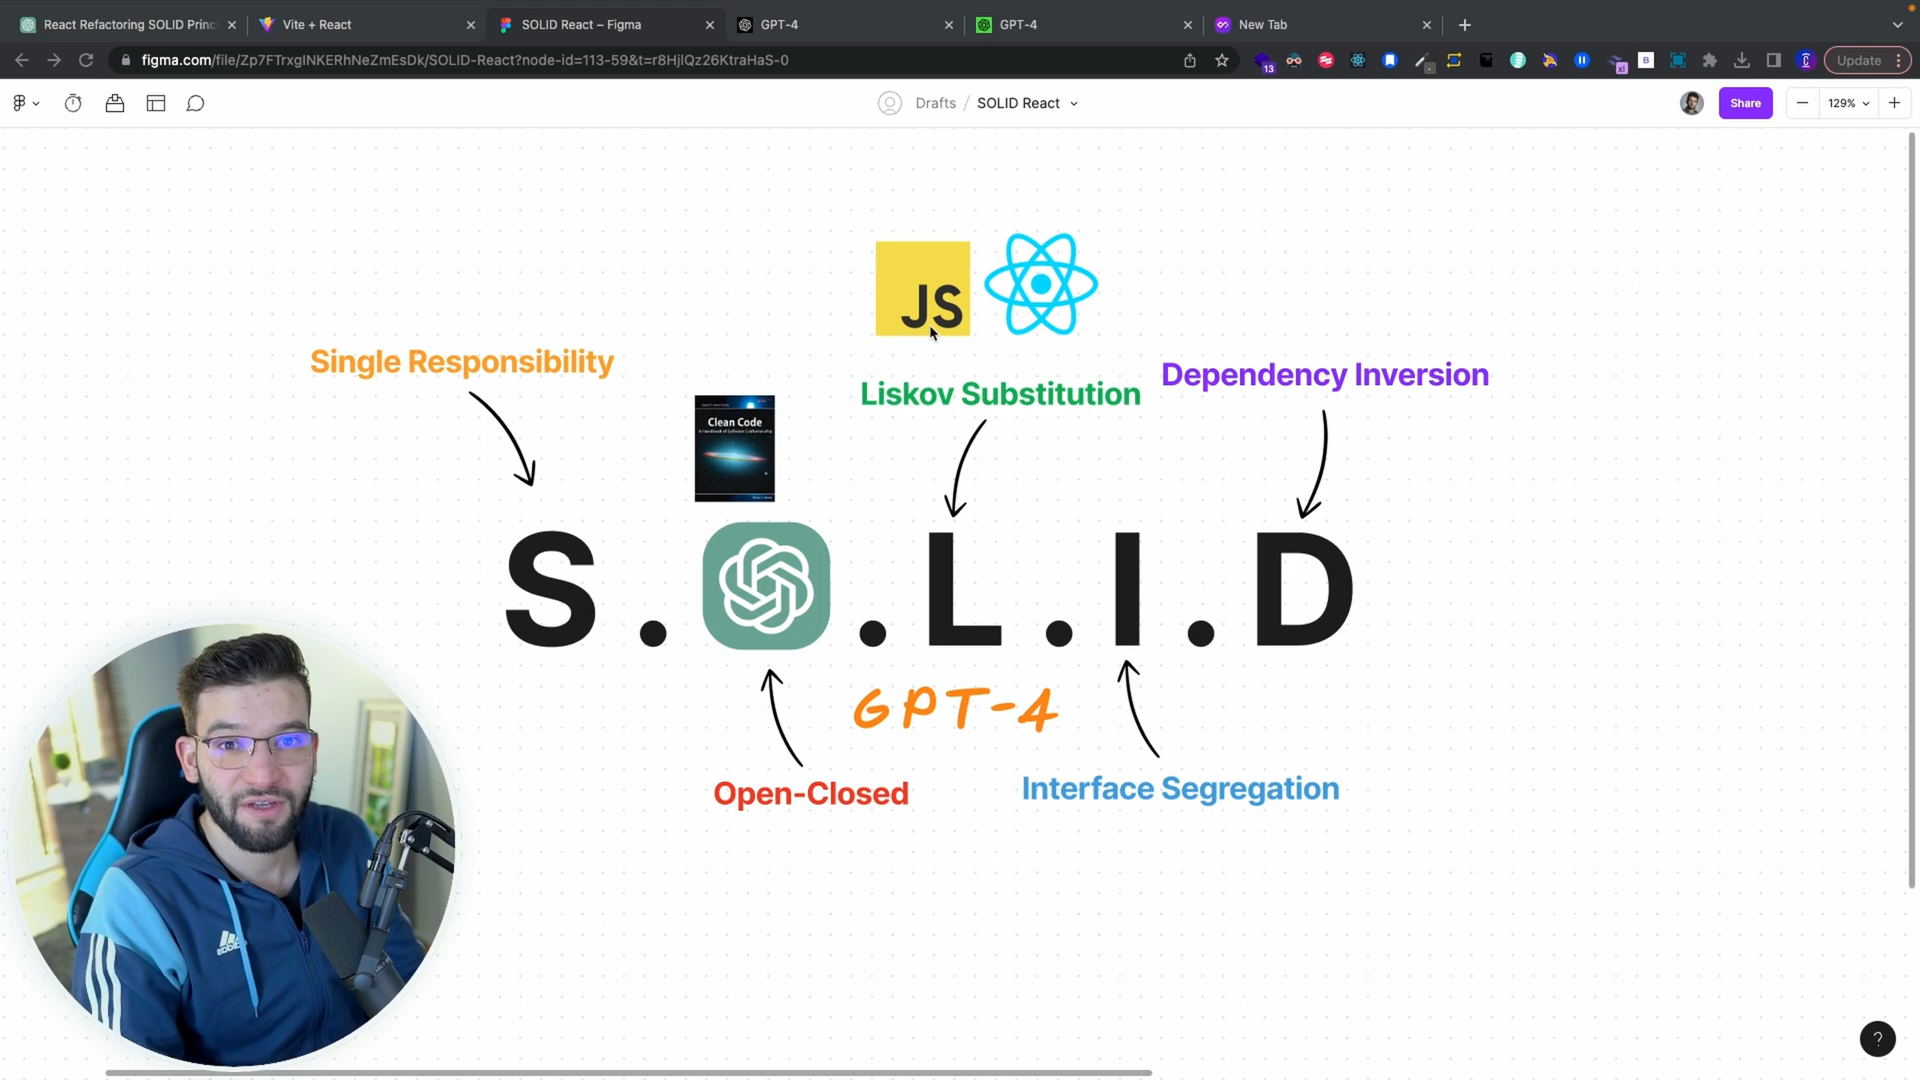 React Refactoring SOLID Princ
Vite + React
SOLID React – Figma
GPT-4
GPT-4
New Tab
figma.com/file/Zp7FTrxgINKERhNeZmEsDk/SOLID-React?node-id=113-59&t=r8HjlQz26KtraHaS-0
13
Update
Drafts / SOLID React
Share
129%
JS
Single Responsibility
Liskov Substitution
Dependency Inversion
Clean Code
S . . L . I . D
GPT-4
Open-Closed
Interface Segregation
adidas
?